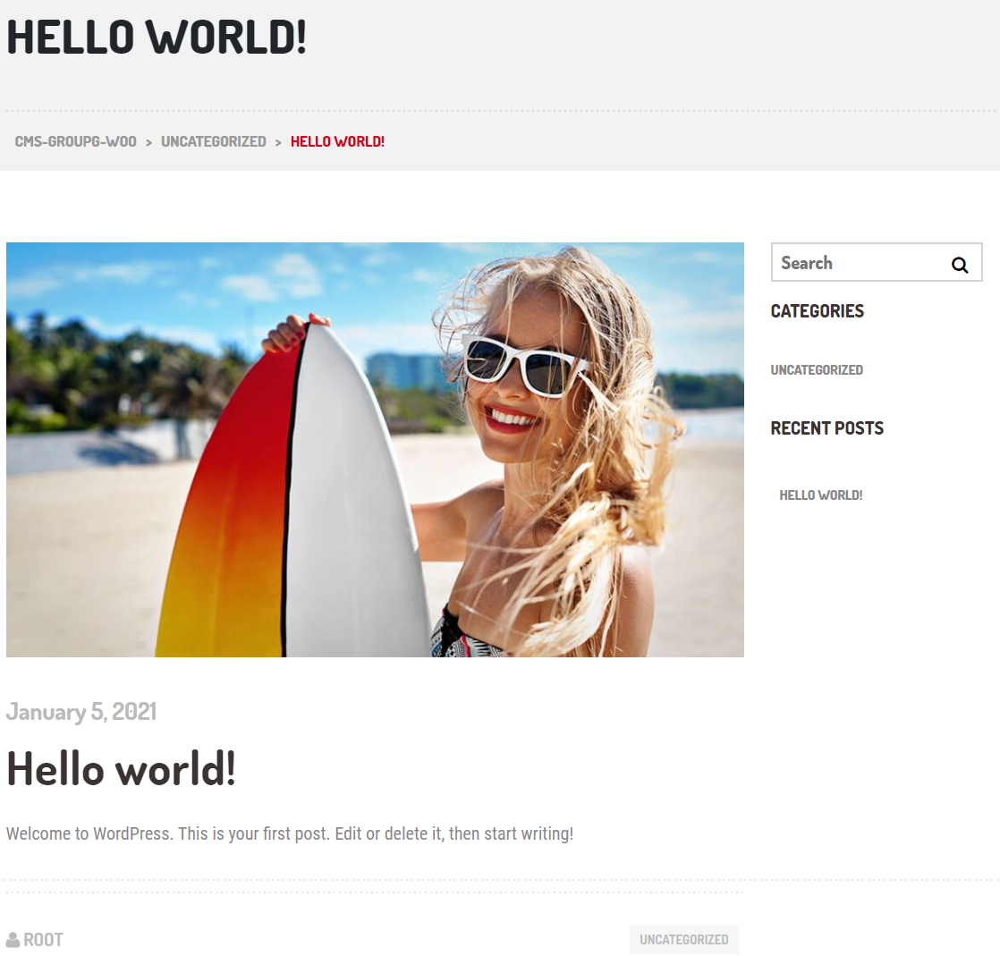 HELLO WORLD!
CMS-GROUPG-WOO > UNCATEGORIZED > HELLO WORLD!
Search
CATEGORIES
UNCATEGORIZED
RECENT POSTS
HELLO WORLD!
January 5, 2021
Hello world!
Welcome to WordPress. This is your first post. Edit or delete it, then start writing!
ROOT
UNCATEGORIZED